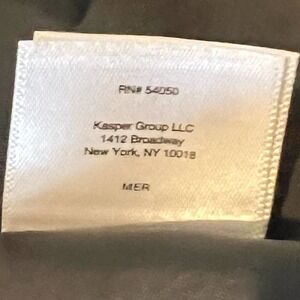 RN# 54050
Kasper Group LLC
1412 Broadway
New York, NY 10018
MER